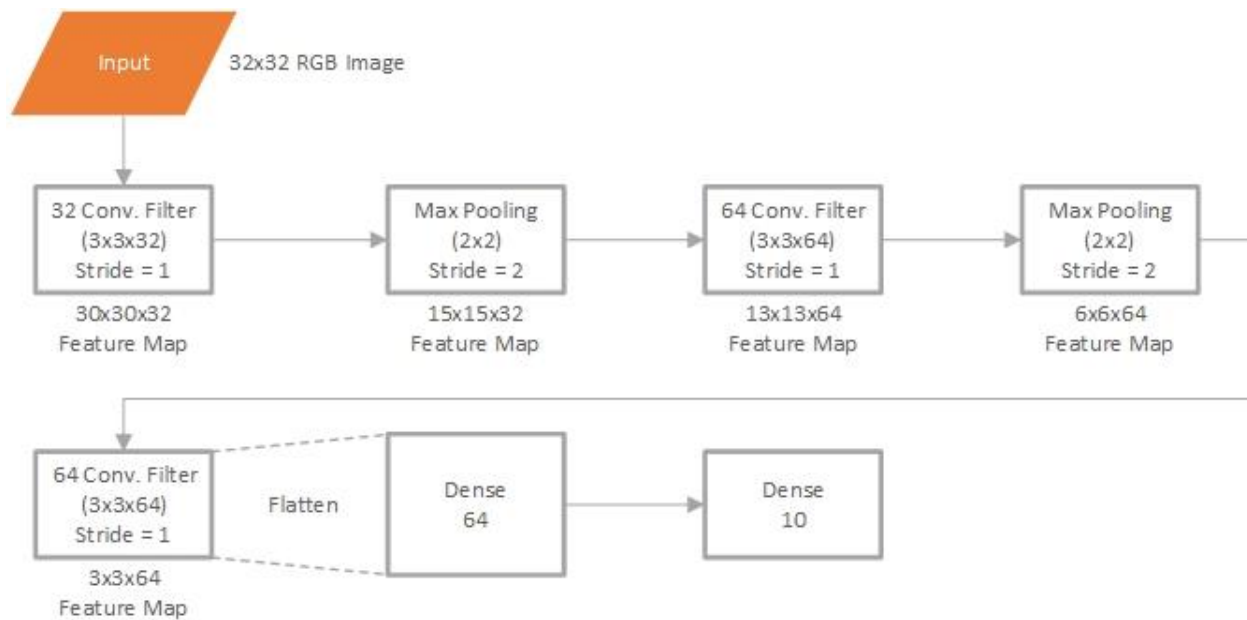 Input
32x32 RGB Image
32 Conv. Filter
(3x3x32)
Stride = 1
30x30x32
Feature Map
Max Pooling
(2x2)
Stride = 2
15x15x32
Feature Map
64 Conv. Filter
(3x3x64)
Stride = 1
13x13x64
Feature Map
Max Pooling
(2x2)
Stride = 2
6x6x64
Feature Map
64 Conv. Filter
(3x3x64)
Stride = 1
3x3x64
Feature Map
Flatten
Dense
64
Dense
10